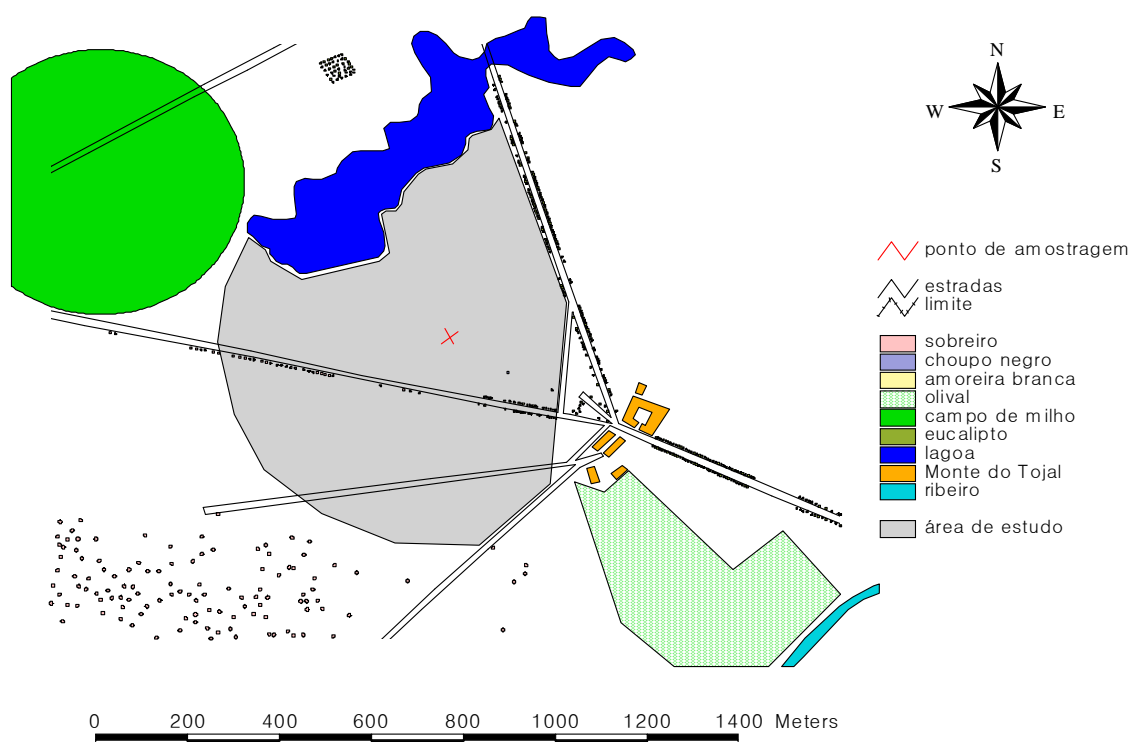 N
W E
S
ponto de amostragem
estradas
limite
sobreiro
choupo negro
amoreira branca
olival
campo de milho
eucalipto
lagoa
Monte do Tojal
ribeiro
área de estudo
0 200 400 600 800 1000 1200 1400 Meters